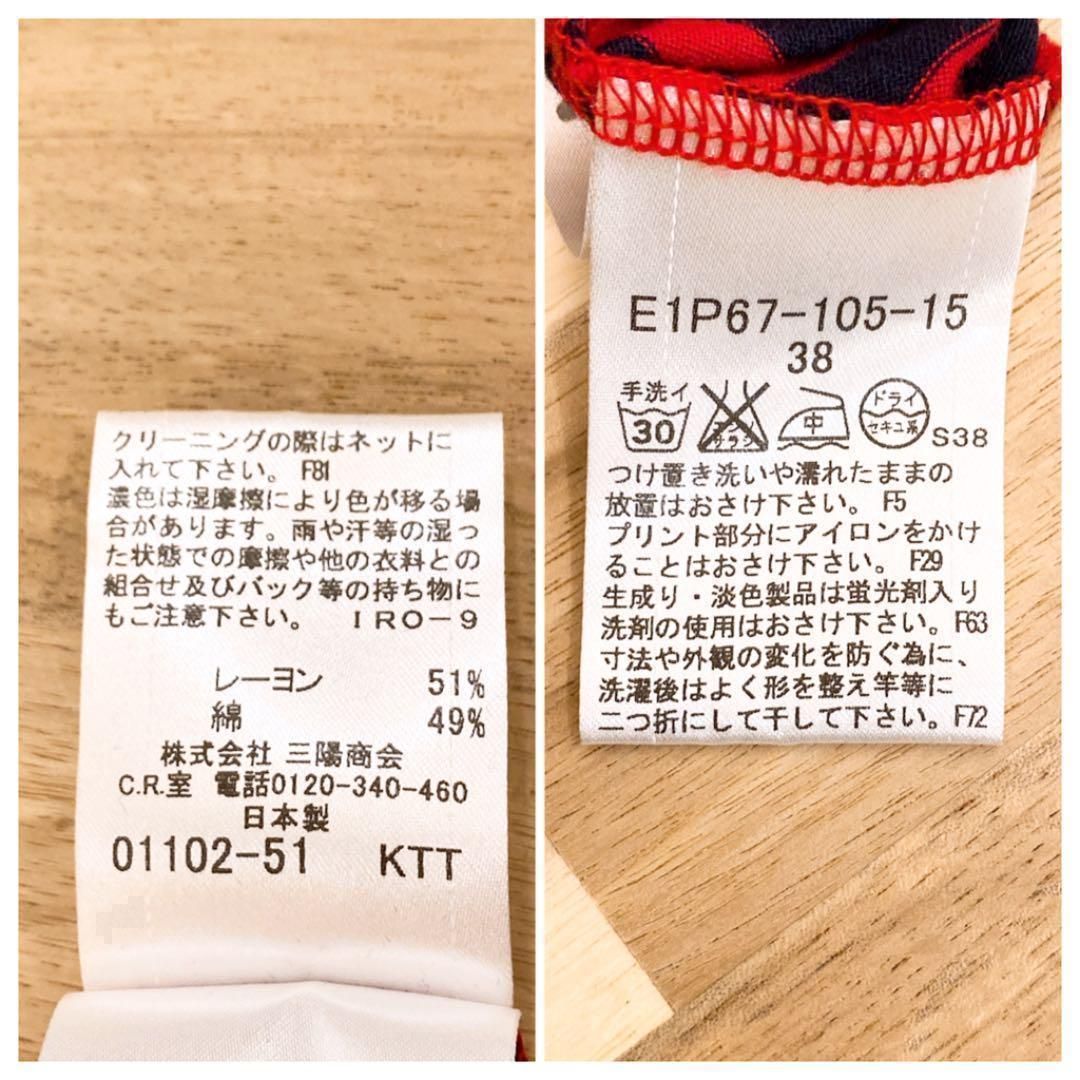 クリーニングの際はネットに
入れて下さい。 F81
濃色は湿摩擦により色が移る場
合があります。雨や汗等の湿っ
た状態での摩擦や他の衣料との
組合せ及びバック等の持ち物に
もご注意下さい。 IRO-9
レーヨン 51%
綿 49%
株式会社 三陽商会
C.R.室 電話0120-340-460
日本製
01102-51 KTT
E1P67-105-15
38
手洗イ
30 サラシ 中 ドライ セキユ系 S38
つけ置き洗いや濡れたままの
放置はおさけ下さい。 F5
プリント部分にアイロンをかけ
ることはおさけ下さい。 F29
生成り・淡色製品は蛍光剤入り
洗剤の使用はおさけ下さい。F63
寸法や外観の変化を防ぐ為に、
洗濯後はよく形を整え竿等に
二つ折にして干して下さい。F72